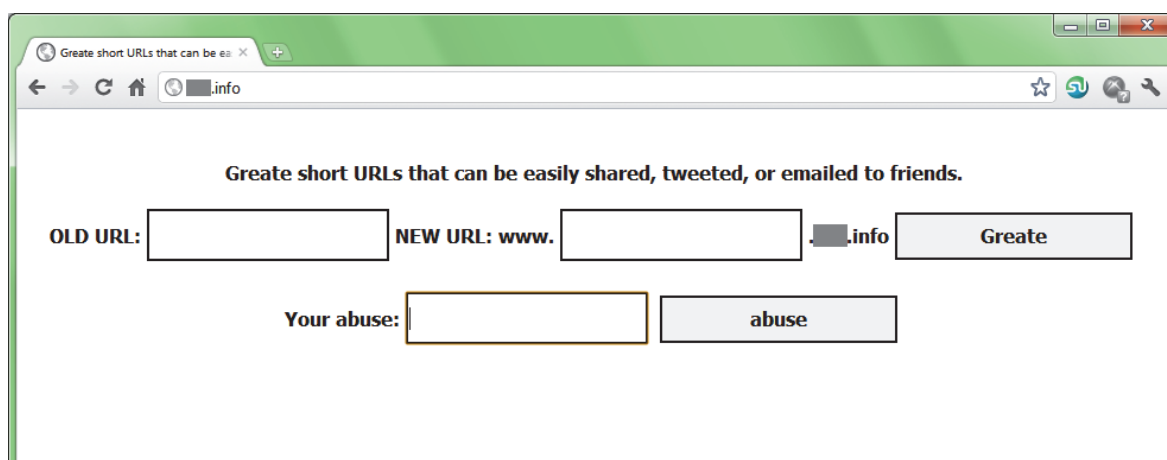 Greate short URLs that can be ea
.info
Greate short URLs that can be easily shared, tweeted, or emailed to friends.
OLD URL: NEW URL: www. . .info Greate
Your abuse: abuse